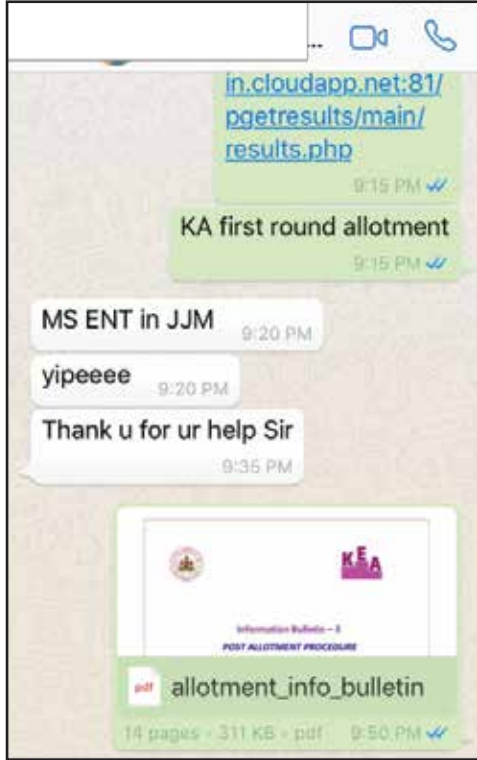 ...
in.cloudapp.net:81/
pgetresults/main/
results.php
9:15 PM
KA first round allotment
9:15 PM
MS ENT in JJM
9:20 PM
yipeeee
9:20 PM
Thank u for ur help Sir
9:35 PM
KEA
Information Bulletin – 3
POST ALLOTMENT PROCEDURE
pdf
allotment_info_bulletin
14 pages • 311 KB • pdf
9:50 PM